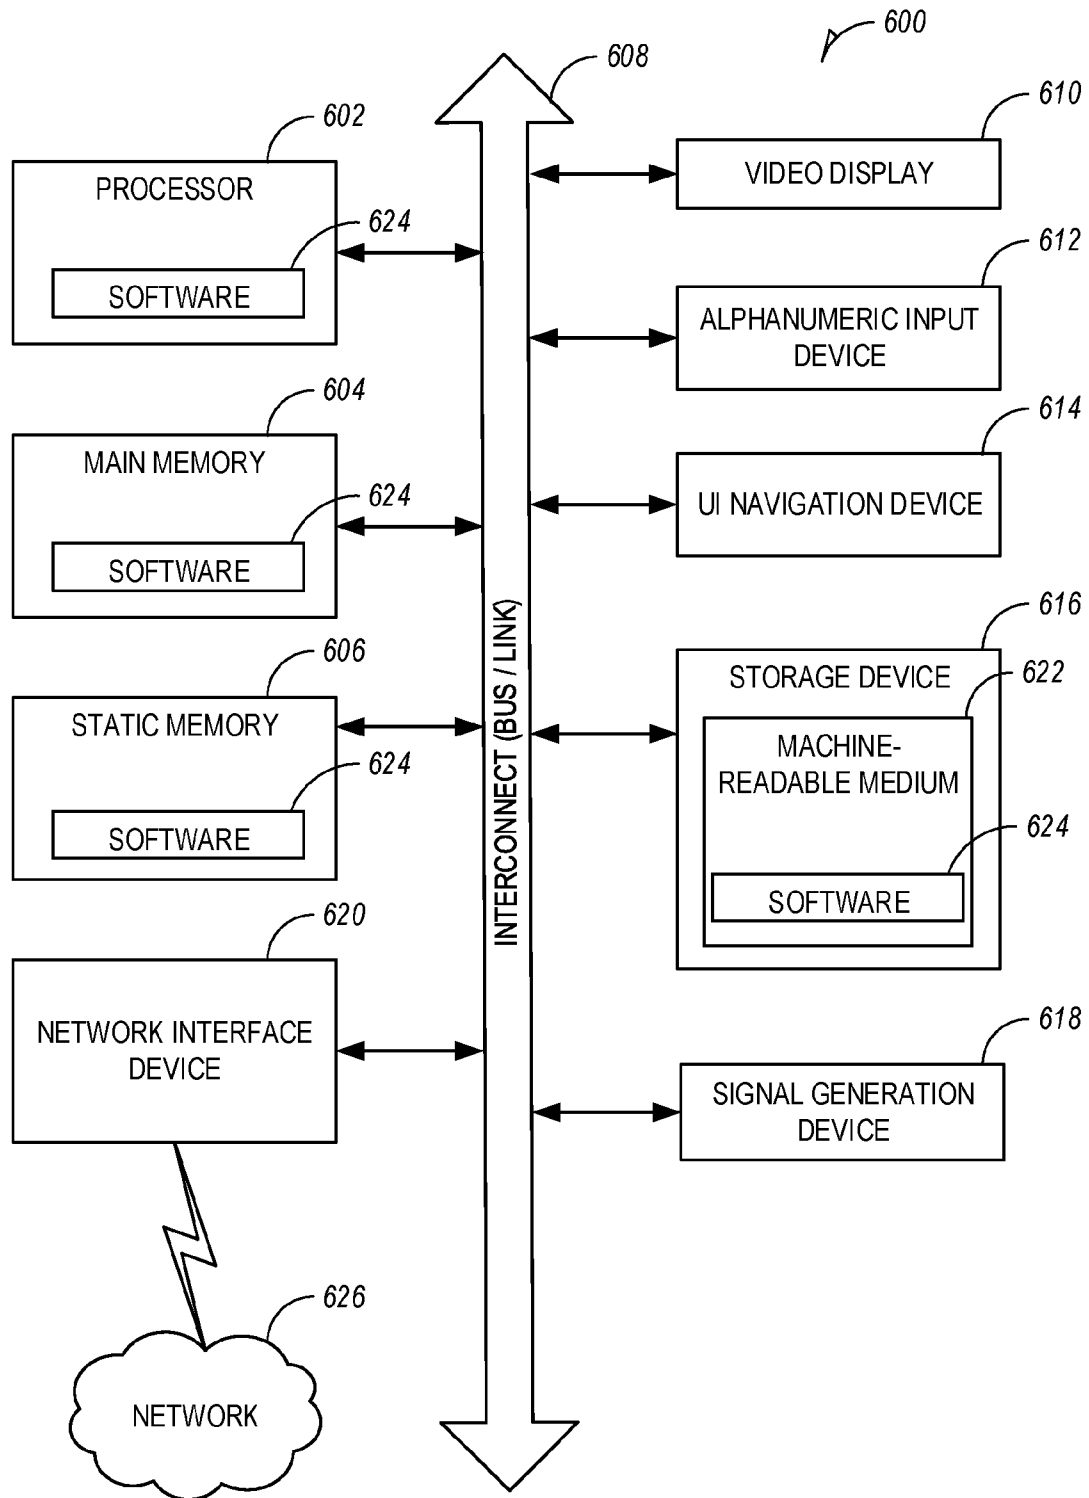 600
608
602
PROCESSOR
624
SOFTWARE
604
MAIN MEMORY
624
SOFTWARE
606
STATIC MEMORY
624
SOFTWARE
620
NETWORK INTERFACE
DEVICE
626
NETWORK
INTERCONNECT (BUS / LINK)
610
VIDEO DISPLAY
612
ALPHANUMERIC INPUT
DEVICE
614
UI NAVIGATION DEVICE
616
STORAGE DEVICE
622
MACHINE-
READABLE MEDIUM
624
SOFTWARE
618
SIGNAL GENERATION
DEVICE